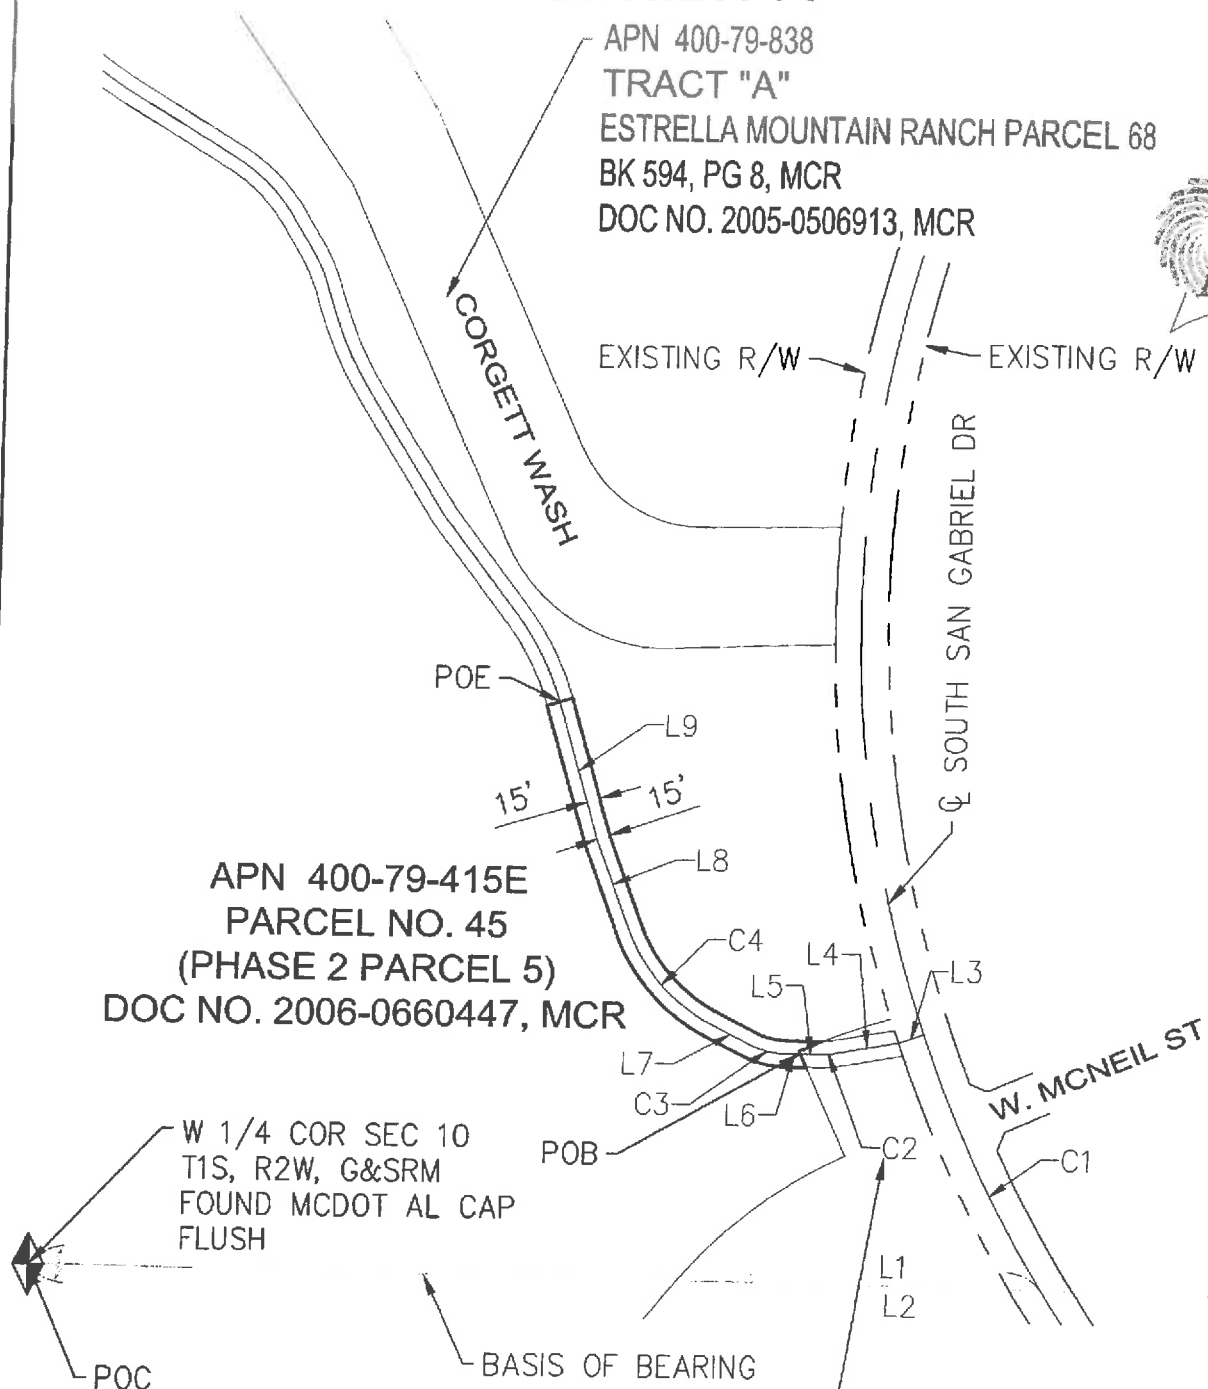 APN 400-79-838
TRACT "A"
ESTRELLA MOUNTAIN RANCH PARCEL 68
BK 594, PG 8, MCR
DOC NO. 2005-0506913, MCR
EXISTING R/W
EXISTING R/W
CORGETT WASH
℄ SOUTH SAN GABRIEL DR
POE
L9
15'
15'
L8
APN 400-79-415E
PARCEL NO. 45
(PHASE 2 PARCEL 5)
DOC NO. 2006-0660447, MCR
C4
L4
L3
L5
L7
C3
L6
W. MCNEIL ST
POB
C2
C1
W 1/4 COR SEC 10
T1S, R2W, G&SRM
FOUND MCDOT AL CAP
FLUSH
L1
L2
BASIS OF BEARING
POC